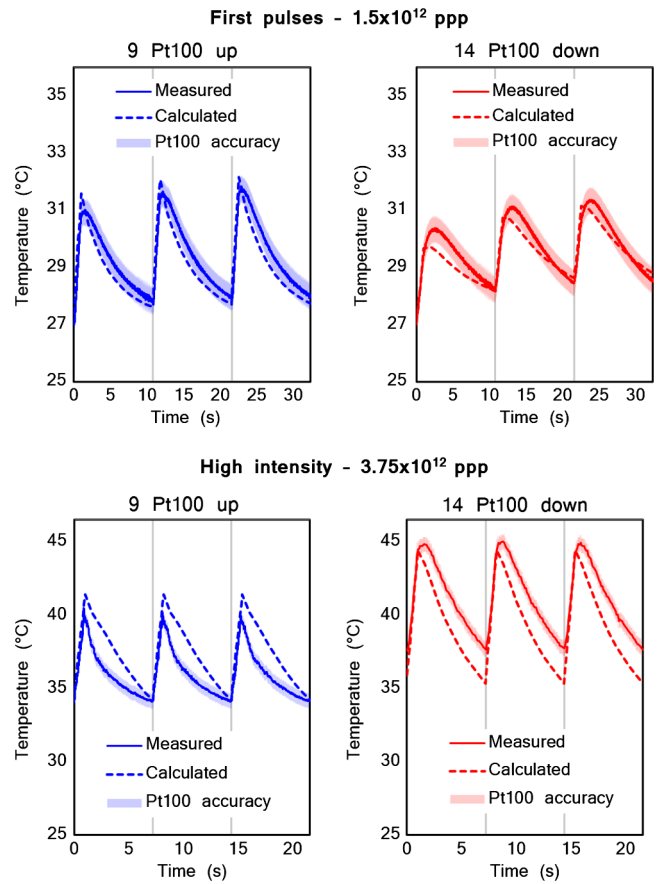 First pulses - 1.5x10¹² ppp
9 Pt100 up
14 Pt100 down
35
33
31
29
27
25
Temperature (°C)
Measured
Calculated
Pt100 accuracy
0 5 10 15 20 25 30
Time (s)
35
33
31
29
27
25
Temperature (°C)
Measured
Calculated
Pt100 accuracy
0 5 10 15 20 25 30
Time (s)
High intensity - 3.75x10¹² ppp
9 Pt100 up
14 Pt100 down
45
40
35
30
25
Temperature (°C)
Measured
Calculated
Pt100 accuracy
0 5 10 15 20
Time (s)
45
40
35
30
25
Temperature (°C)
Measured
Calculated
Pt100 accuracy
0 5 10 15 20
Time (s)